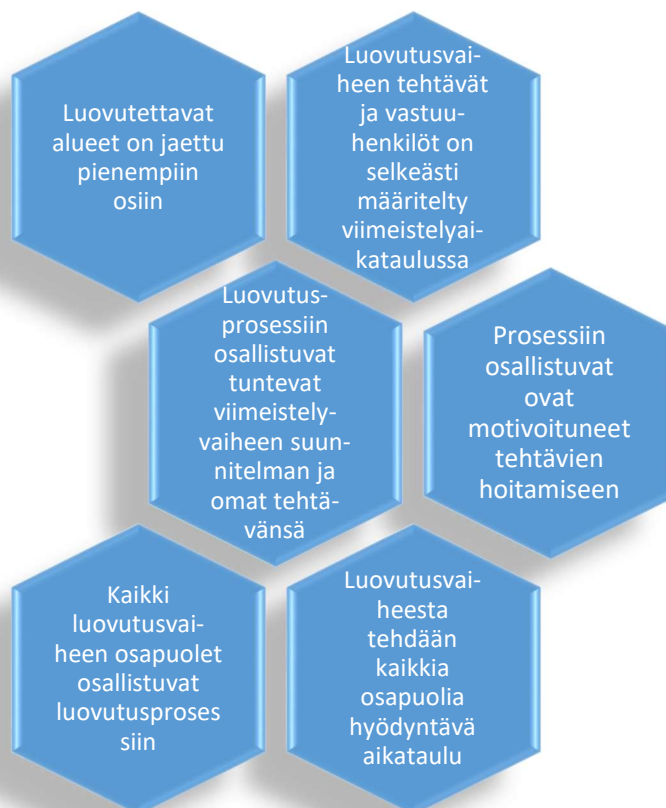 Luovutettavat
alueet on jaettu
pienempiin
osiin
Luovutusvai-
heen tehtävät
ja vastuu-
henkilöt on
selkeästi
määritelty
viimeistelyai-
kataulussa
Luovutus-
prosessiin
osallistuvat
tuntevat
viimeistely-
vaiheen suun-
nitelman ja
omat tehtä-
vänsä
Prosessiin
osallistuvat
ovat
motivoituneet
tehtävien
hoitamiseen
Kaikki
luovutusvai-
heen osapuolet
osallistuvat
luovutusproses
siin
Luovutusvai-
heesta
tehdään
kaikkia
osapuolia
hyödyntävä
aikataulu